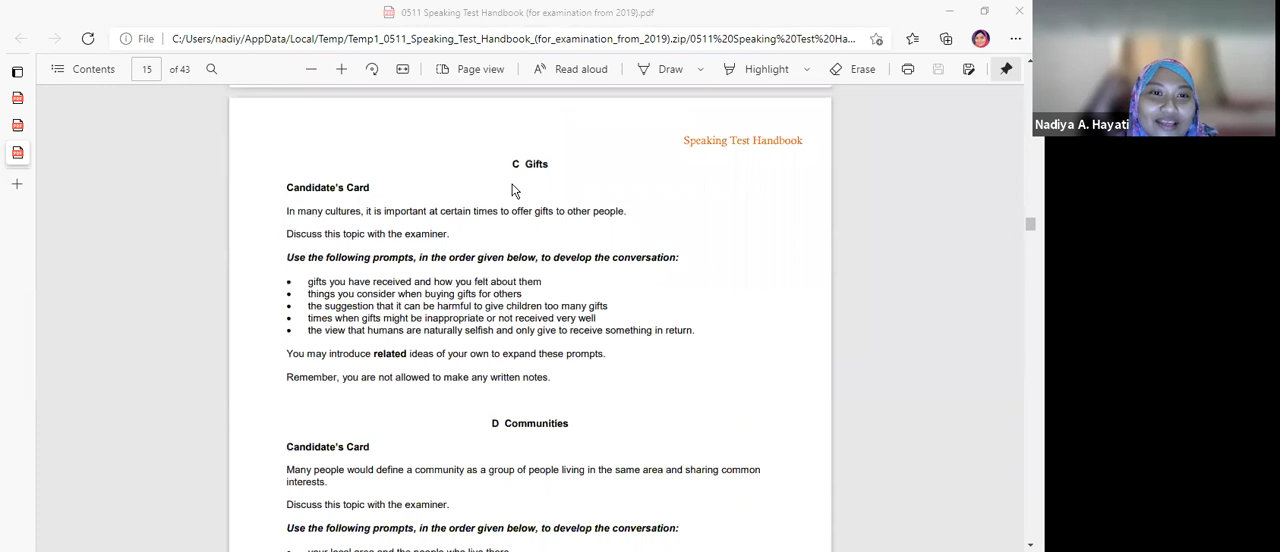 0511 Speaking Test Handbook (for examination from 2019).pdf
File C:/Users/nadiy/AppData/Local/Temp/Temp1_0511_Speaking_Test_Handbook_(for_examination_from_2019).zip/0511%20Speaking%20Test%20Ha...
Contents 15 of 43 Page view Read aloud Draw Highlight Erase
Nadiya A. Hayati
Speaking Test Handbook
C Gifts
Candidate's Card
In many cultures, it is important at certain times to offer gifts to other people.
Discuss this topic with the examiner.
Use the following prompts, in the order given below, to develop the conversation:
• gifts you have received and how you felt about them
• things you consider when buying gifts for others
• the suggestion that it can be harmful to give children too many gifts
• times when gifts might be inappropriate or not received very well
• the view that humans are naturally selfish and only give to receive something in return.
You may introduce related ideas of your own to expand these prompts.
Remember, you are not allowed to make any written notes.
D Communities
Candidate's Card
Many people would define a community as a group of people living in the same area and sharing common
interests.
Discuss this topic with the examiner.
Use the following prompts, in the order given below, to develop the conversation:
• your local area and the people who live there